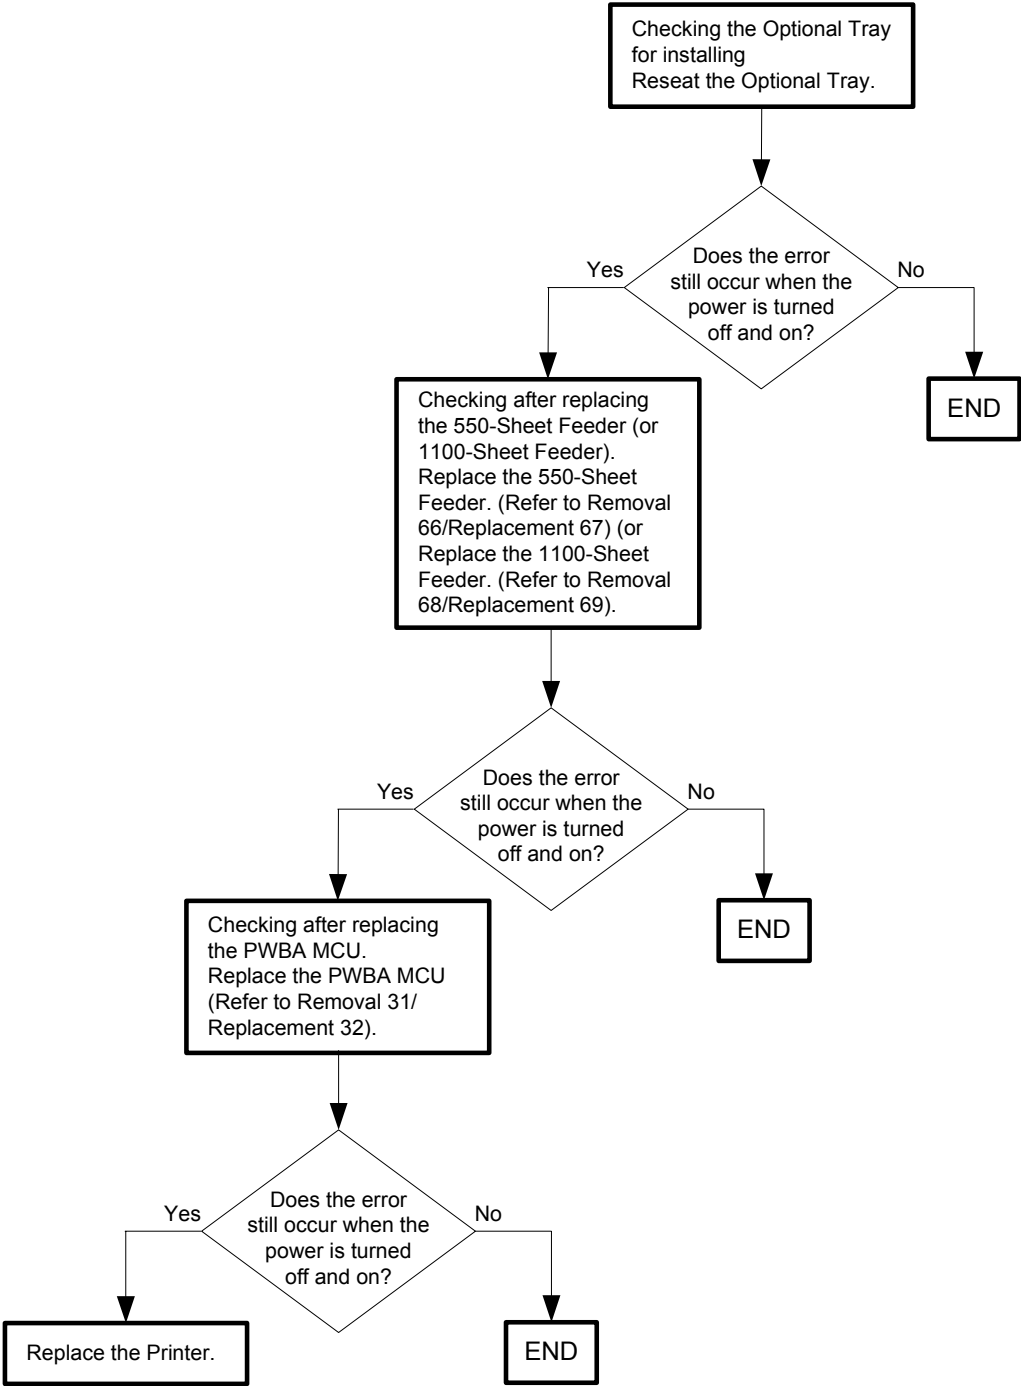 Checking the Optional Tray
for installing
Reseat the Optional Tray.
Does the error
still occur when the
power is turned
off and on?
Yes
No
END
Checking after replacing
the 550-Sheet Feeder (or
1100-Sheet Feeder).
Replace the 550-Sheet
Feeder. (Refer to Removal
66/Replacement 67) (or
Replace the 1100-Sheet
Feeder. (Refer to Removal
68/Replacement 69).
Does the error
still occur when the
power is turned
off and on?
Yes
No
END
Checking after replacing
the PWBA MCU.
Replace the PWBA MCU
(Refer to Removal 31/
Replacement 32).
Does the error
still occur when the
power is turned
off and on?
Yes
No
Replace the Printer.
END